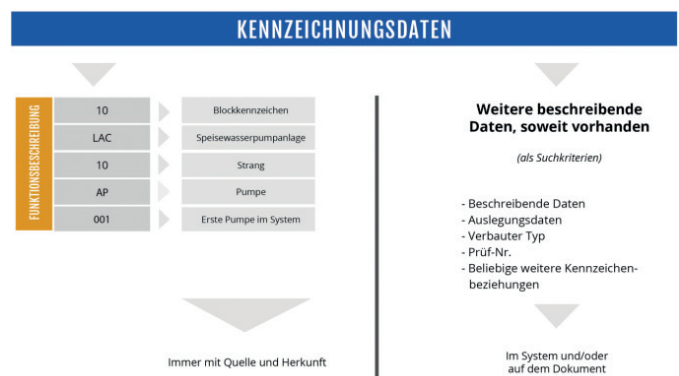 KENNZEICHNUNGSDATEN
FUNKTIONSBESCHREIBUNG
10 Blockkennzeichen
LAC Speisewasserpumpanlage
10 Strang
AP Pumpe
001 Erste Pumpe im System
Immer mit Quelle und Herkunft
Weitere beschreibende
Daten, soweit vorhanden
(als Suchkriterien)
- Beschreibende Daten
- Auslegungsdaten
- Verbauter Typ
- Prüf-Nr.
- Beliebige weitere Kennzeichen-
beziehungen
Im System und/oder
auf dem Dokument